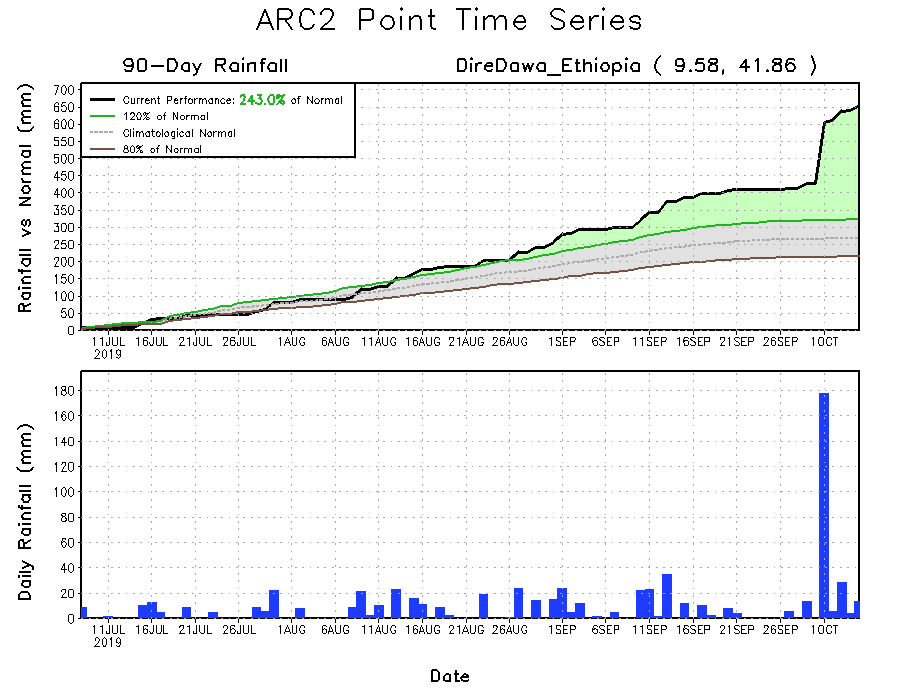 ARC2 Point Time Series
90-Day Rainfall
DireDawa_Ethiopia ( 9.58, 41.86 )
Rainfall vs Normal (mm)
700
650
600
550
500
450
400
350
300
250
200
150
100
50
0
Current Performance: 243.0% of Normal
120% of Normal
Climatological Normal
80% of Normal
11JUL 16JUL 21JUL 26JUL 1AUG 6AUG 11AUG 16AUG 21AUG 26AUG 1SEP 6SEP 11SEP 16SEP 21SEP 26SEP 10CT
2019
Daily Rainfall (mm)
180
160
140
120
100
80
60
40
20
0
11JUL 16JUL 21JUL 26JUL 1AUG 6AUG 11AUG 16AUG 21AUG 26AUG 1SEP 6SEP 11SEP 16SEP 21SEP 26SEP 1OCT
2019
Date